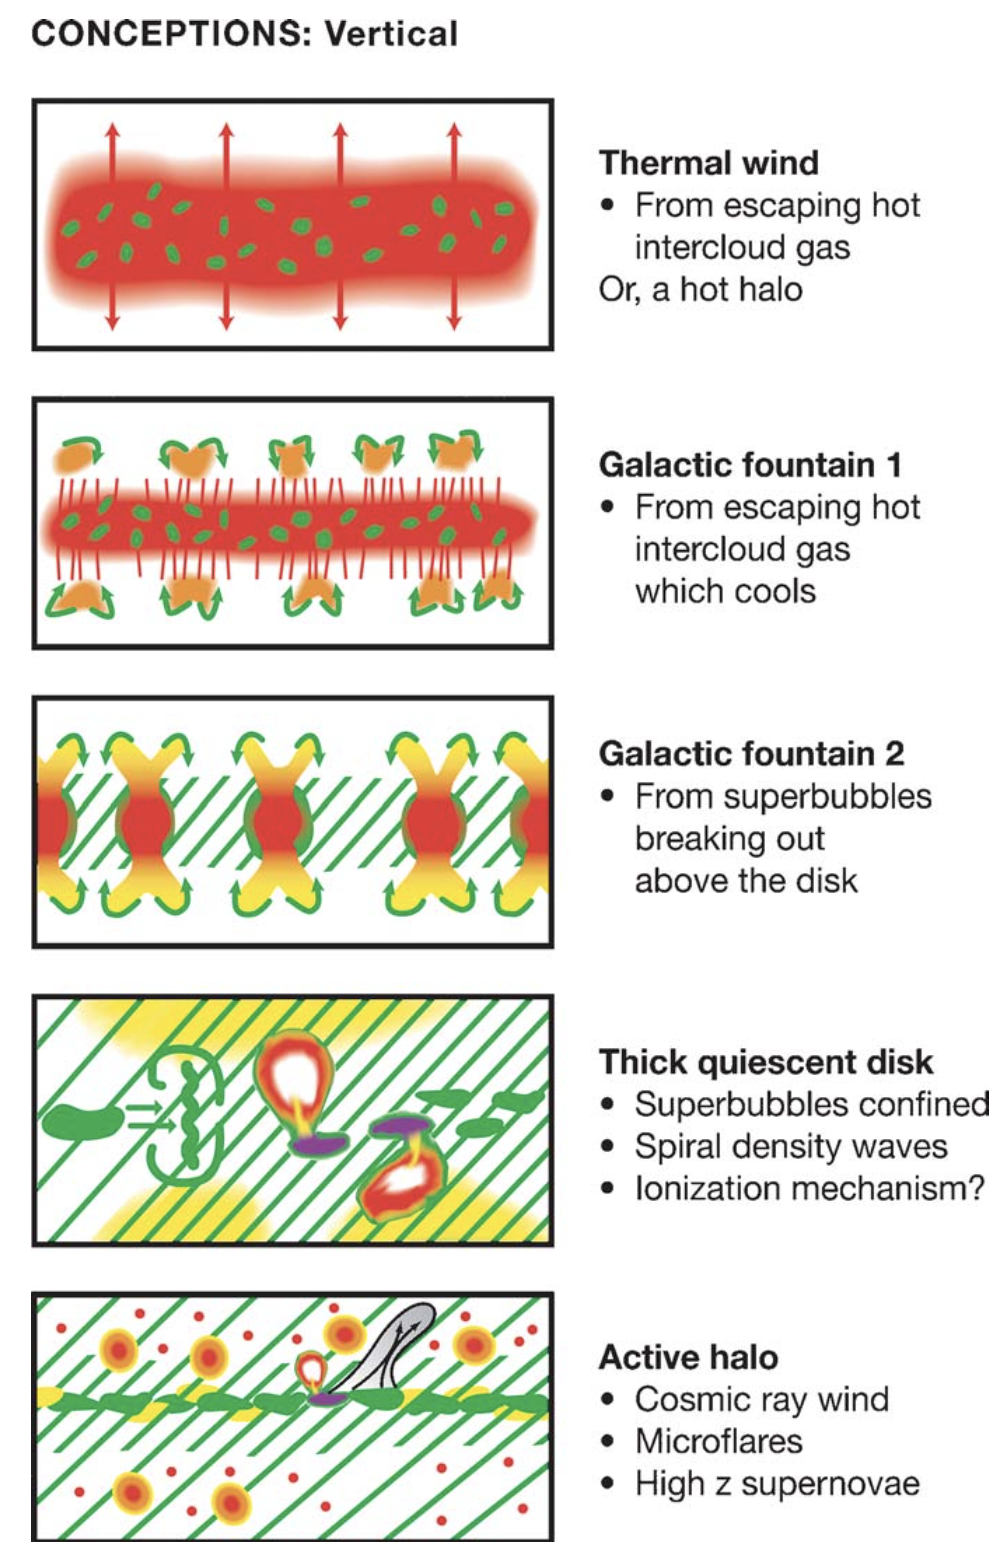 CONCEPTIONS: Vertical
Thermal wind
• From escaping hot
intercloud gas
Or, a hot halo
Galactic fountain 1
• From escaping hot
intercloud gas
which cools
Galactic fountain 2
• From superbubbles
breaking out
above the disk
Thick quiescent disk
• Superbubbles confined
• Spiral density waves
• Ionization mechanism?
Active halo
• Cosmic ray wind
• Microflares
• High z supernovae